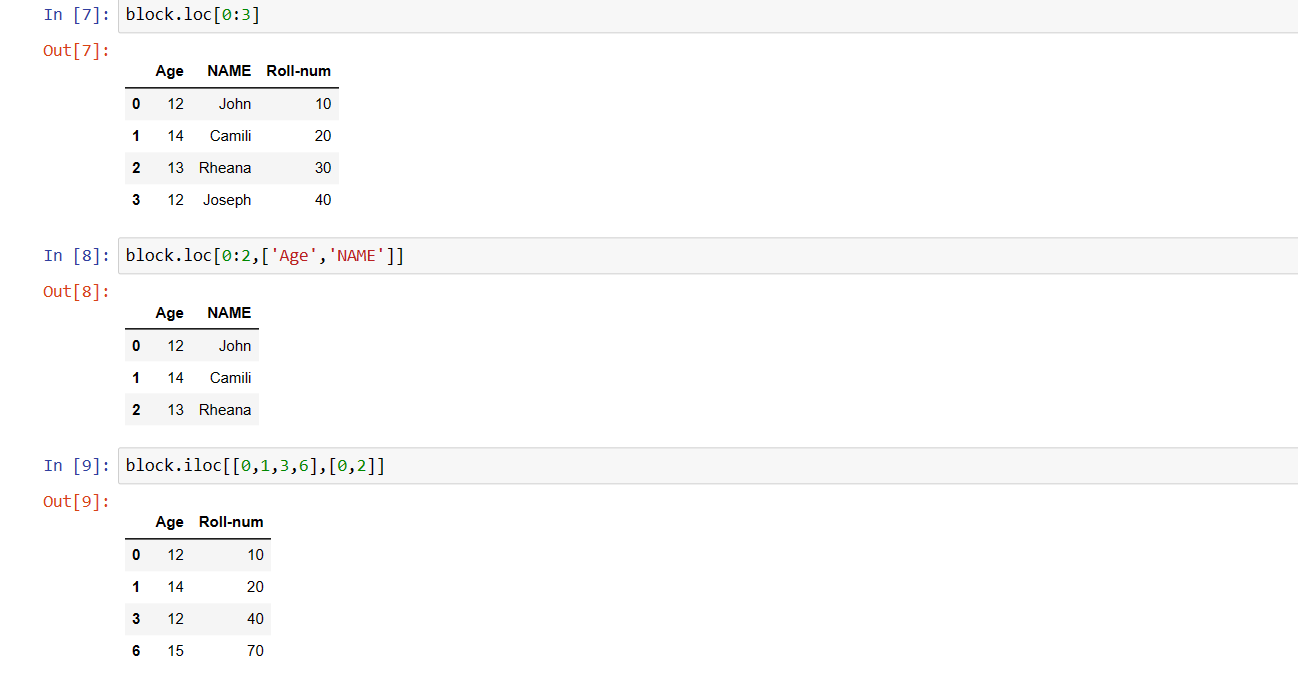 In [7]: block.loc[0:3]
Out[7]:
Age NAME Roll-num
0 12 John 10
1 14 Camili 20
2 13 Rheana 30
3 12 Joseph 40
In [8]: block.loc[0:2,['Age','NAME']]
Out[8]:
Age NAME
0 12 John
1 14 Camili
2 13 Rheana
In [9]: block.iloc[[0,1,3,6],[0,2]]
Out[9]:
Age Roll-num
0 12 10
1 14 20
3 12 40
6 15 70